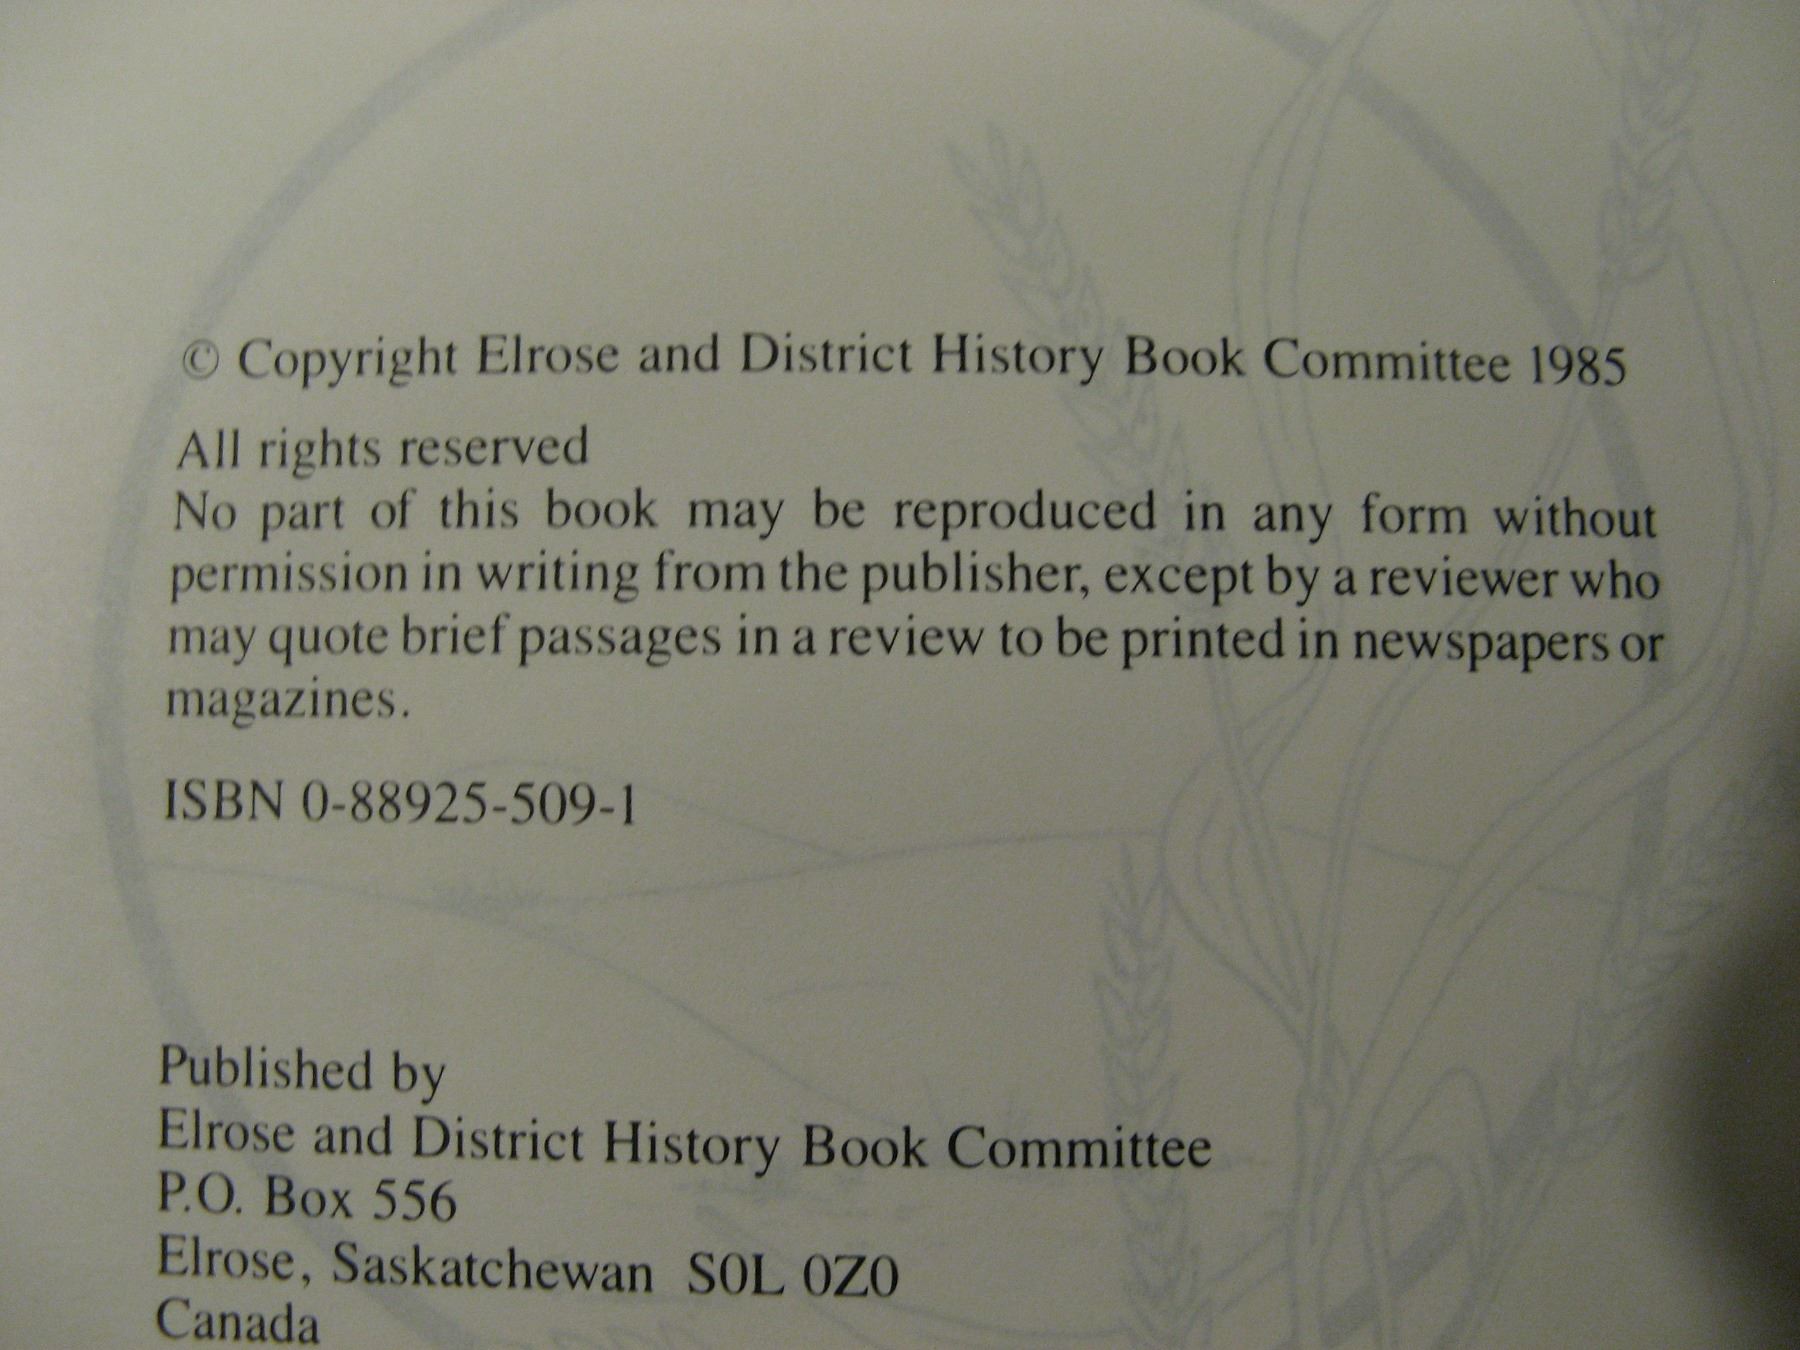 © Copyright Elrose and District History Book Committee 1985
All rights reserved
No part of this book may be reproduced in any form without
permission in writing from the publisher, except by a reviewer who
may quote brief passages in a review to be printed in newspapers or
magazines.
ISBN 0-88925-509-1
Published by
Elrose and District History Book Committee
P.O. Box 556
Elrose, Saskatchewan S0L 0Z0
Canada